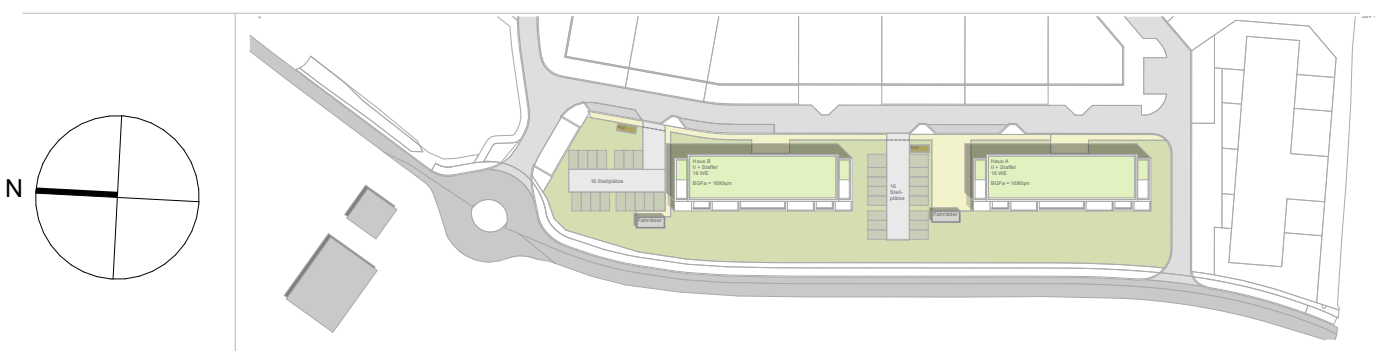 N
Haus B
II + Staffel
16 WE
BGFa = 1690qm
16 Stellplätze
Fahrräder
16
Stell-
plätze
Fahrräder
Haus A
II + Staffel
16 WE
BGFa = 1690qm